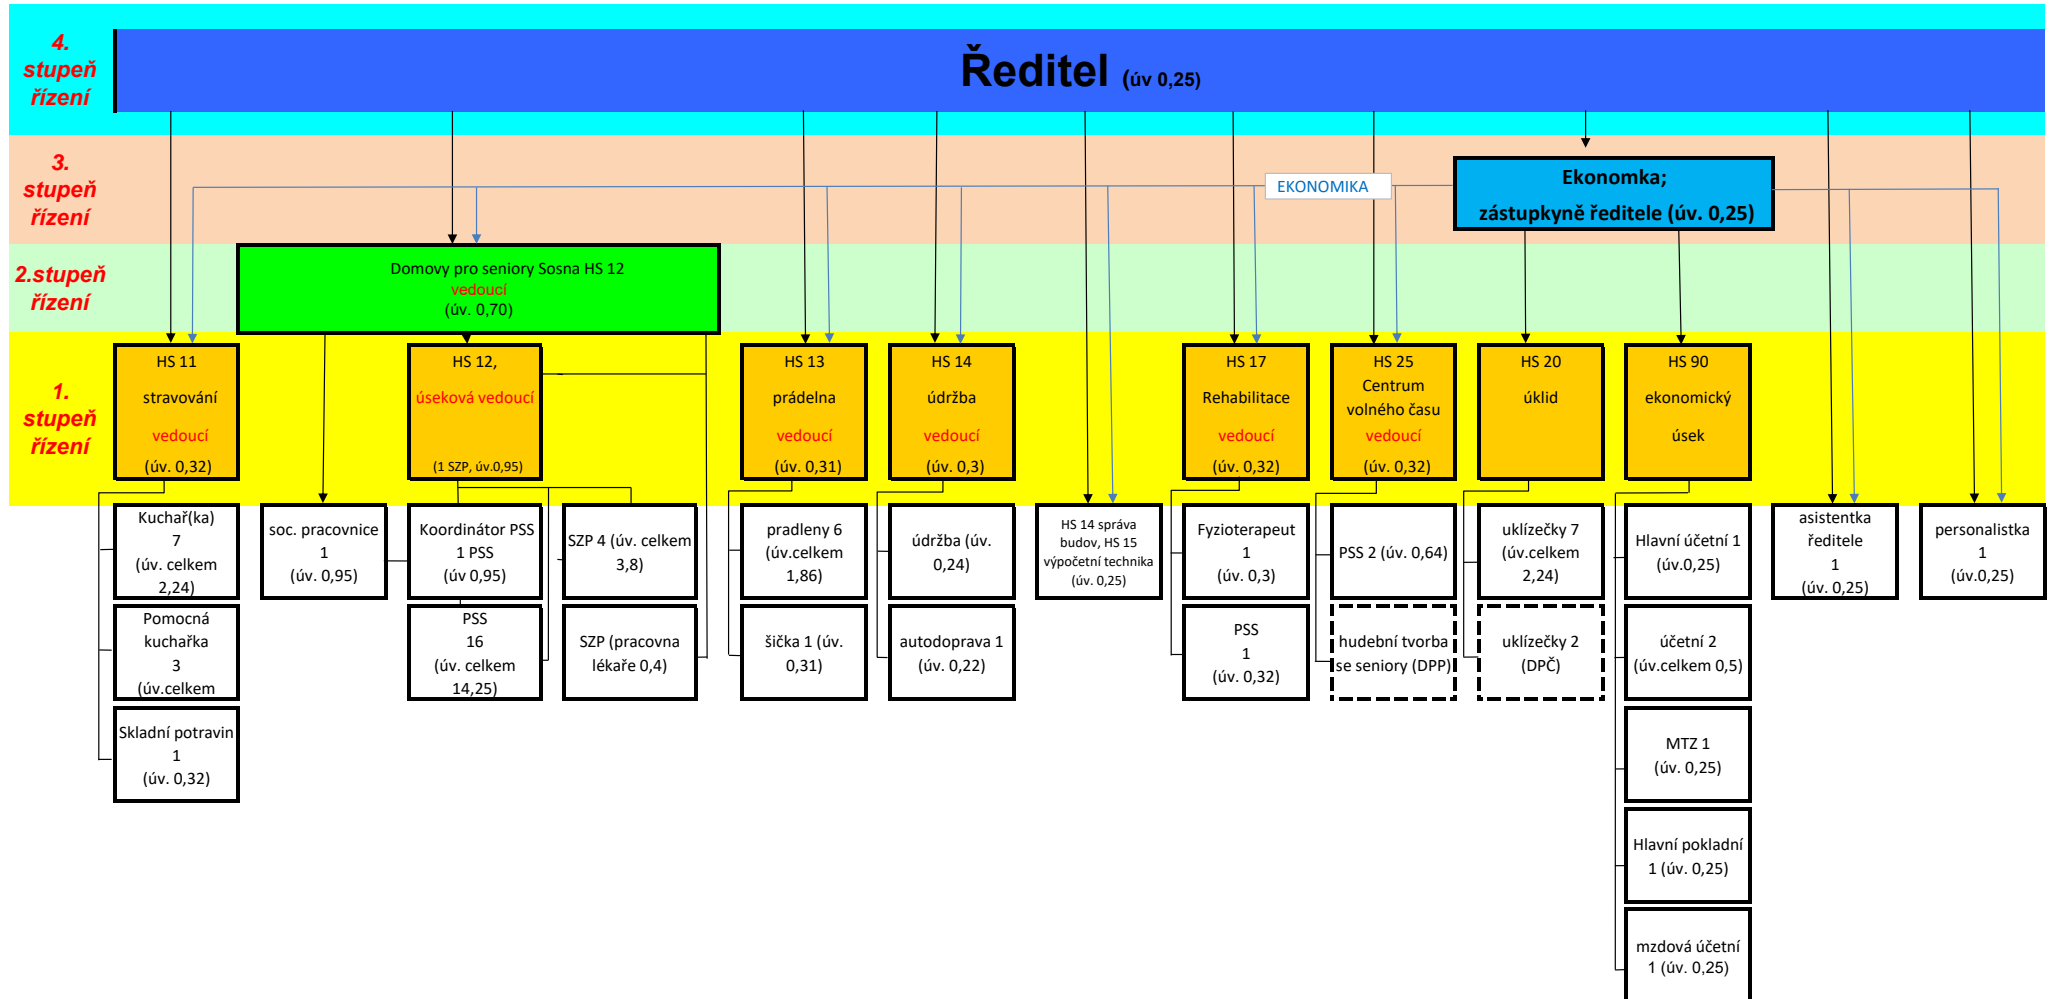 4.
stupeň
řízení
Ředitel (úv 0,25)
3.
stupeň
řízení
EKONOMIKA
Ekonomka;
zástupkyně ředitele (úv. 0,25)
2.stupeň
řízení
Domovy pro seniory Sosna HS 12
vedoucí
(úv. 0,70)
1.
stupeň
řízení
HS 11
stravování
vedoucí
(úv. 0,32)
HS 12,
úseková vedoucí
(1 SZP, úv.0,95)
HS 13
prádelna
vedoucí
(úv. 0,31)
HS 14
údržba
vedoucí
(úv. 0,3)
HS 17
Rehabilitace
vedoucí
(úv. 0,32)
HS 25
Centrum
volného času
vedoucí
(úv. 0,32)
HS 20
úklid
HS 90
ekonomický
úsek
Kuchař(ka)
7
(úv. celkem
2,24)
soc. pracovnice
1
(úv. 0,95)
Koordinátor PSS
1 PSS
(úv 0,95)
SZP 4 (úv. celkem
3,8)
pradleny 6
(úv.celkem
1,86)
údržba (úv.
0,24)
HS 14 správa
budov, HS 15
výpočetní technika
(úv. 0,25)
Fyzioterapeut
1
(úv. 0,3)
PSS 2 (úv. 0,64)
uklízečky 7
(úv.celkem
2,24)
Hlavní účetní 1
(úv.0,25)
asistentka
ředitele
1
(úv. 0,25)
personalistka
1
(úv.0,25)
Pomocná
kuchařka
3
(úv.celkem
PSS
16
(úv. celkem
14,25)
SZP (pracovna
lékaře 0,4)
šička 1 (úv.
0,31)
autodoprava 1
(úv. 0,22)
PSS
1
(úv. 0,32)
hudební tvorba
se seniory (DPP)
uklízečky 2
(DPČ)
účetní 2
(úv.celkem 0,5)
Skladní potravin
1
(úv. 0,32)
MTZ 1
(úv. 0,25)
Hlavní pokladní
1 (úv. 0,25)
mzdová účetní
1 (úv. 0,25)